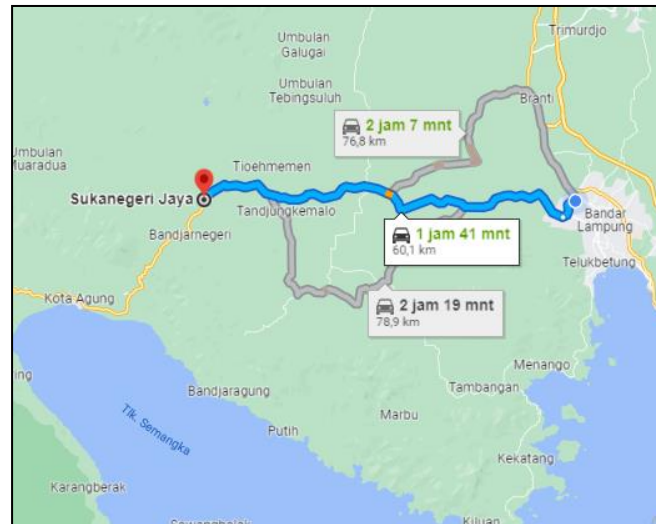 Trimurdjo
Umbulan
Galugai
Umbulan
Tebingsuluh
Branti
2 jam 7 mnt
76,8 km
Umbulan
Muaradua
Tioehmemen
Sukanegeri Jaya
Tandjungkemalo
Bandar
Lampung
Bandjarnegeri
1 jam 41 mnt
60,1 km
Telukbetung
Kota Agung
2 jam 19 mnt
78,9 km
Menango
Tambangan
Bandjaragung
Marbu
Putih
Tlk. Semangka
Kekatang
Karangberak
Kiluan